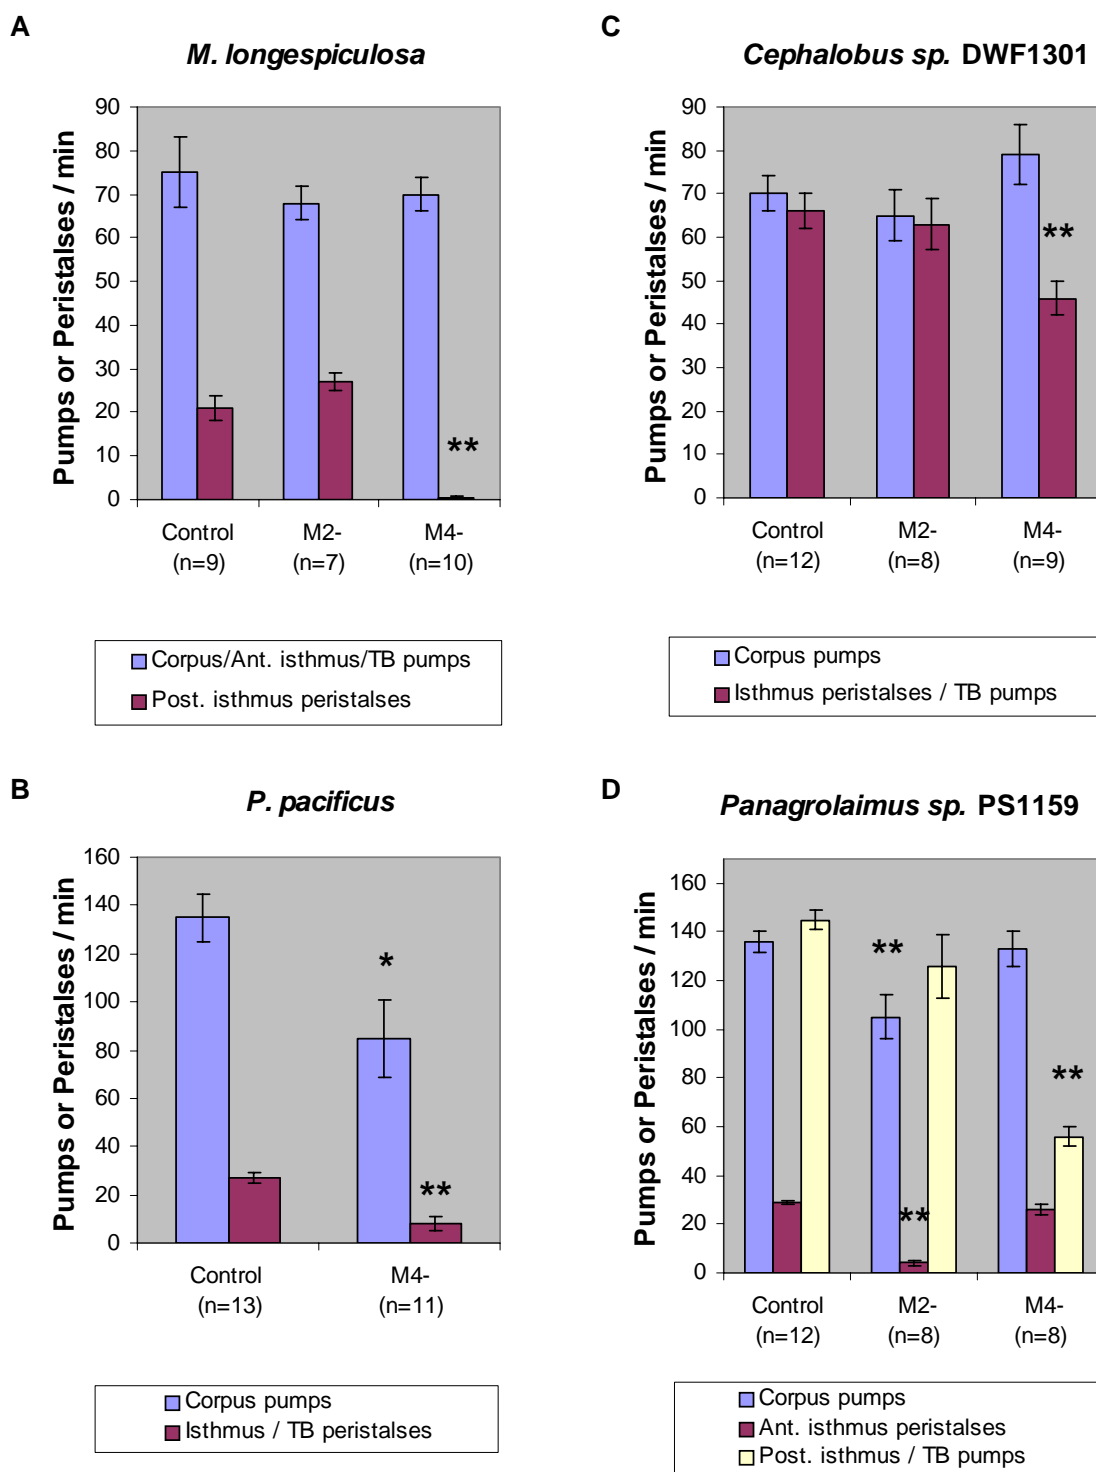 A
M. longespiculosa
Pumps or Peristalses / min
90
80
70
60
50
40
30
20
10
0
**
Control M2- M4-
(n=9) (n=7) (n=10)
Corpus/Ant. isthmus/TB pumps
Post. isthmus peristalses
C
Cephalobus sp. DWF1301
Pumps or Peristalses / min
90
80
70
60
50
40
30
20
10
0
**
Control M2- M4-
(n=12) (n=8) (n=9)
Corpus pumps
Isthmus peristalses / TB pumps
B
P. pacificus
Pumps or Peristalses / min
160
140
120
100
80
60
40
20
0
*
**
Control M4-
(n=13) (n=11)
Corpus pumps
Isthmus / TB peristalses
D
Panagrolaimus sp. PS1159
Pumps or Peristalses / min
160
140
120
100
80
60
40
20
0
**
**
**
Control M2- M4-
(n=12) (n=8) (n=8)
Corpus pumps
Ant. isthmus peristalses
Post. isthmus / TB pumps